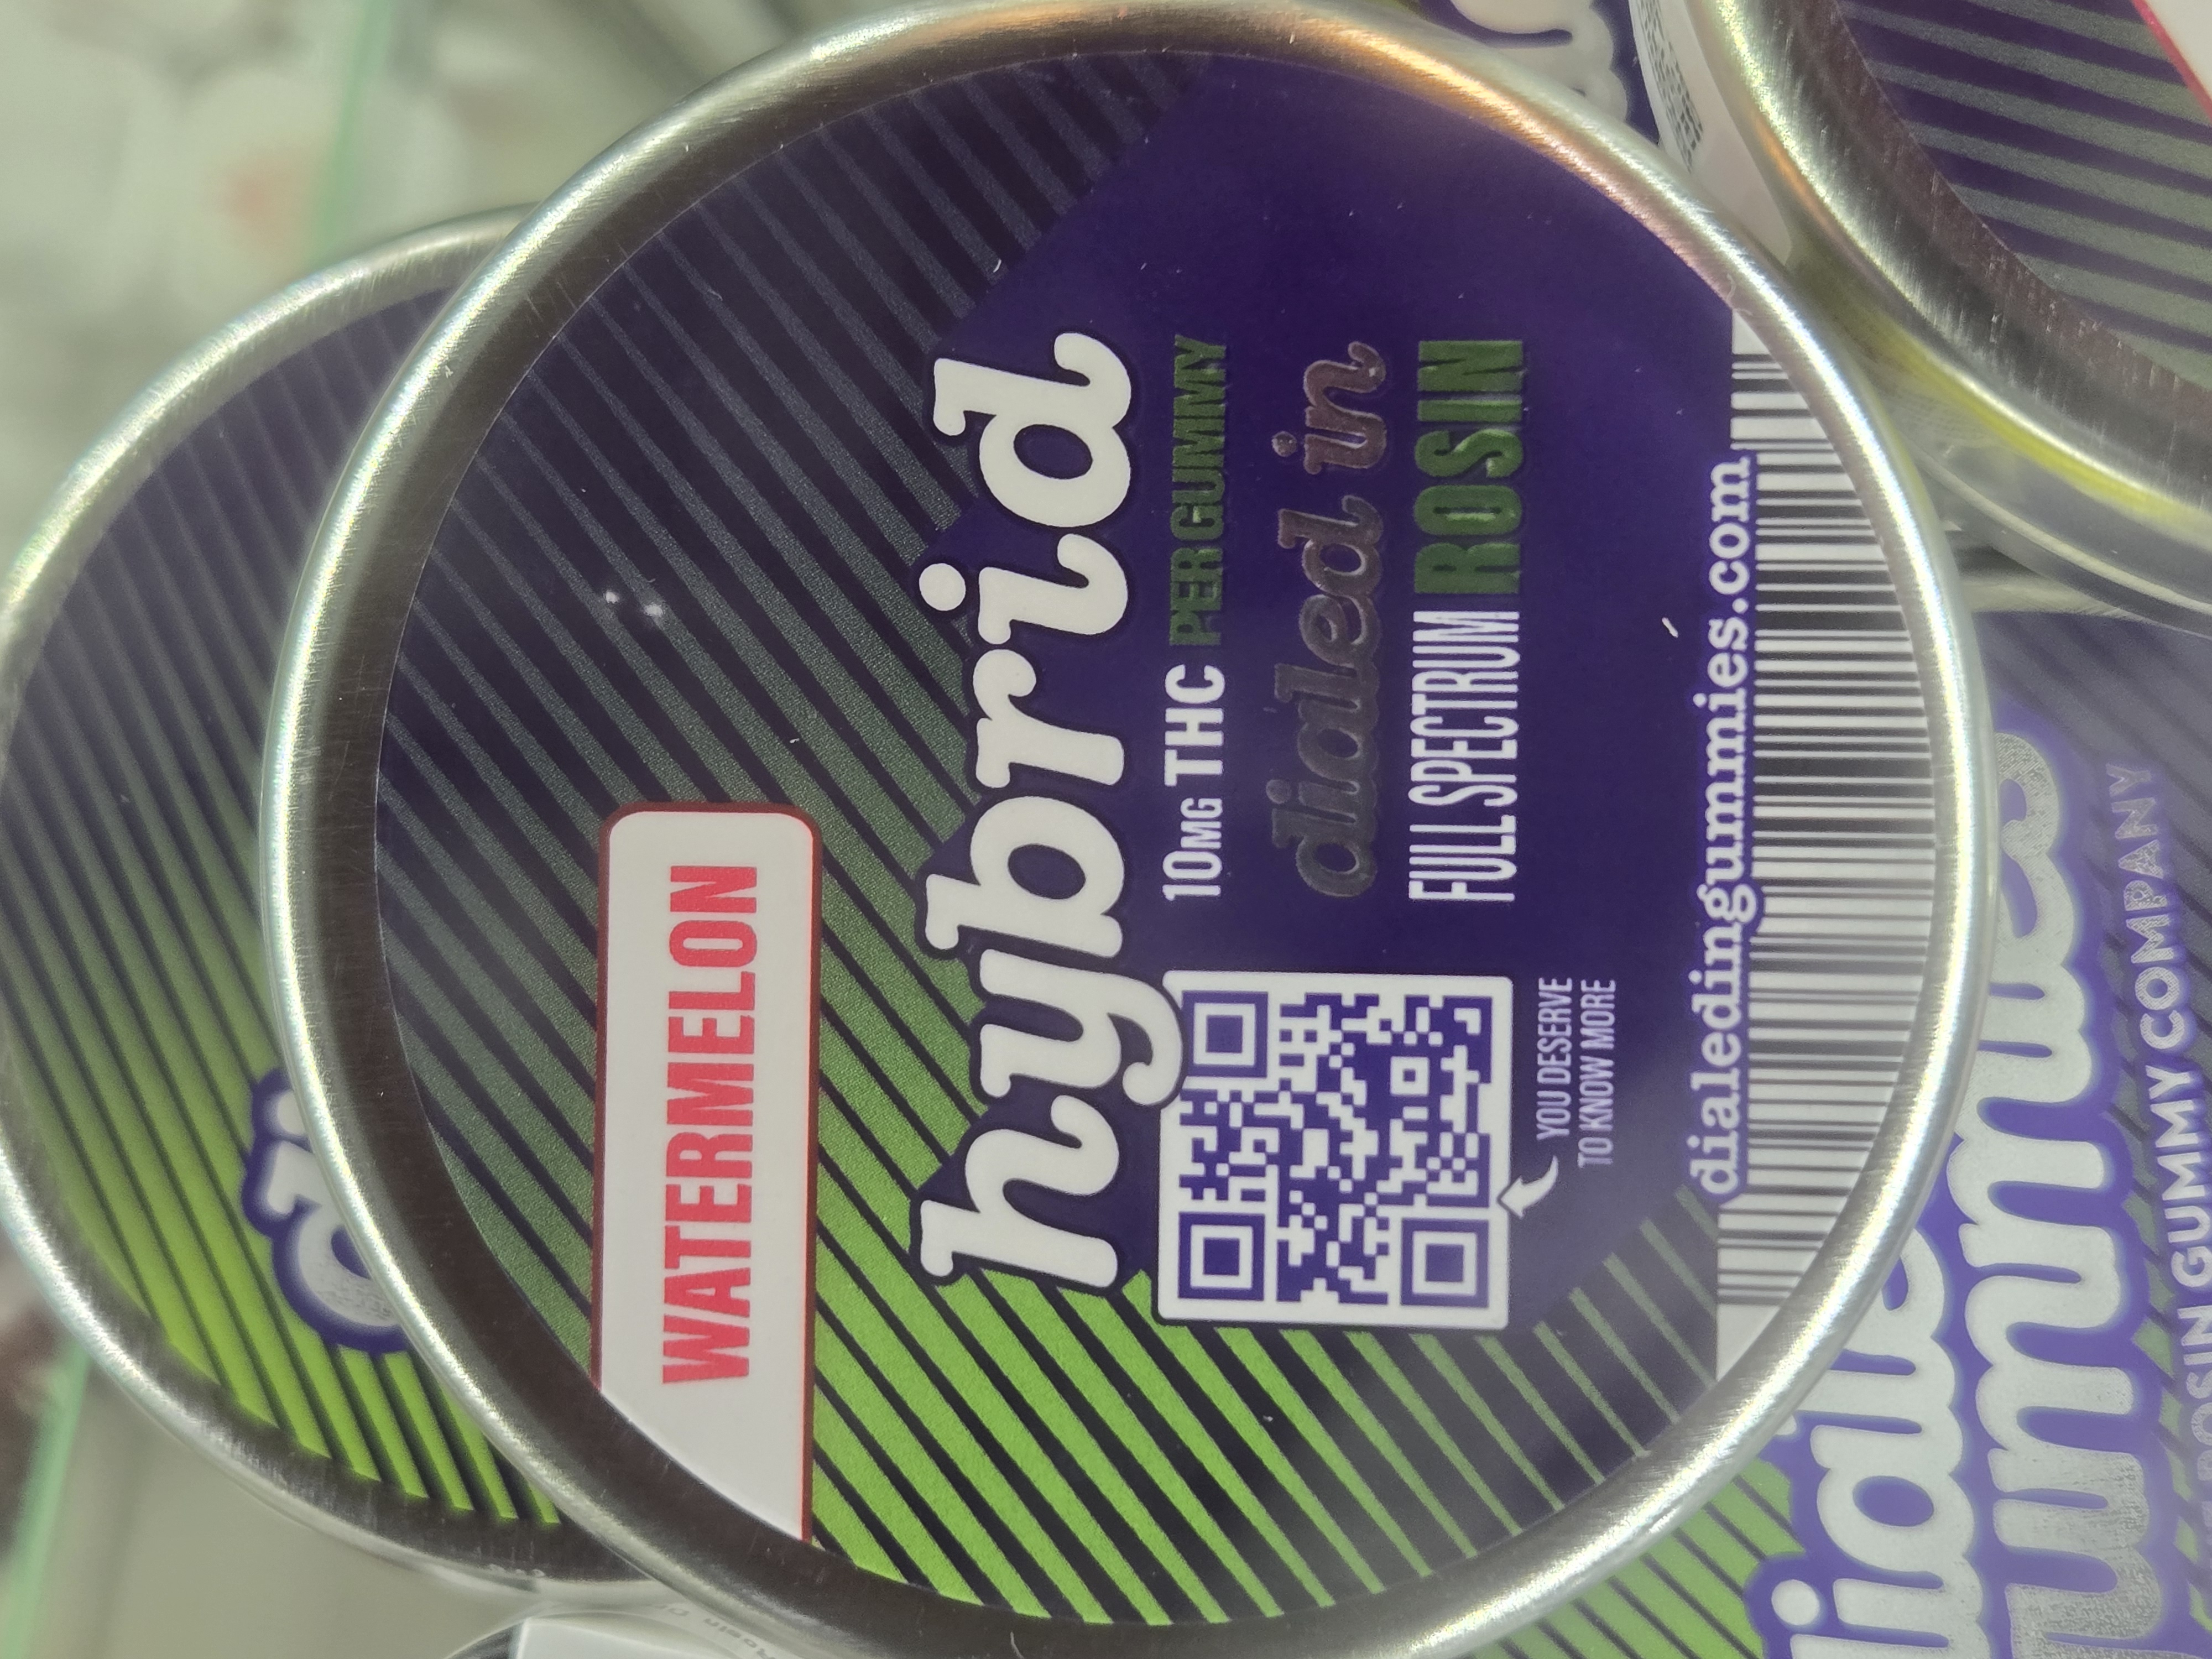 WATERMELON
hybrid
10MG THC PER GUMMY
dialed in
FULL SPECTRUM ROSIN
YOU DESERVE
TO KNOW MORE
dialedingummies.com
gummies
ROSIN GUMMY COMPANY